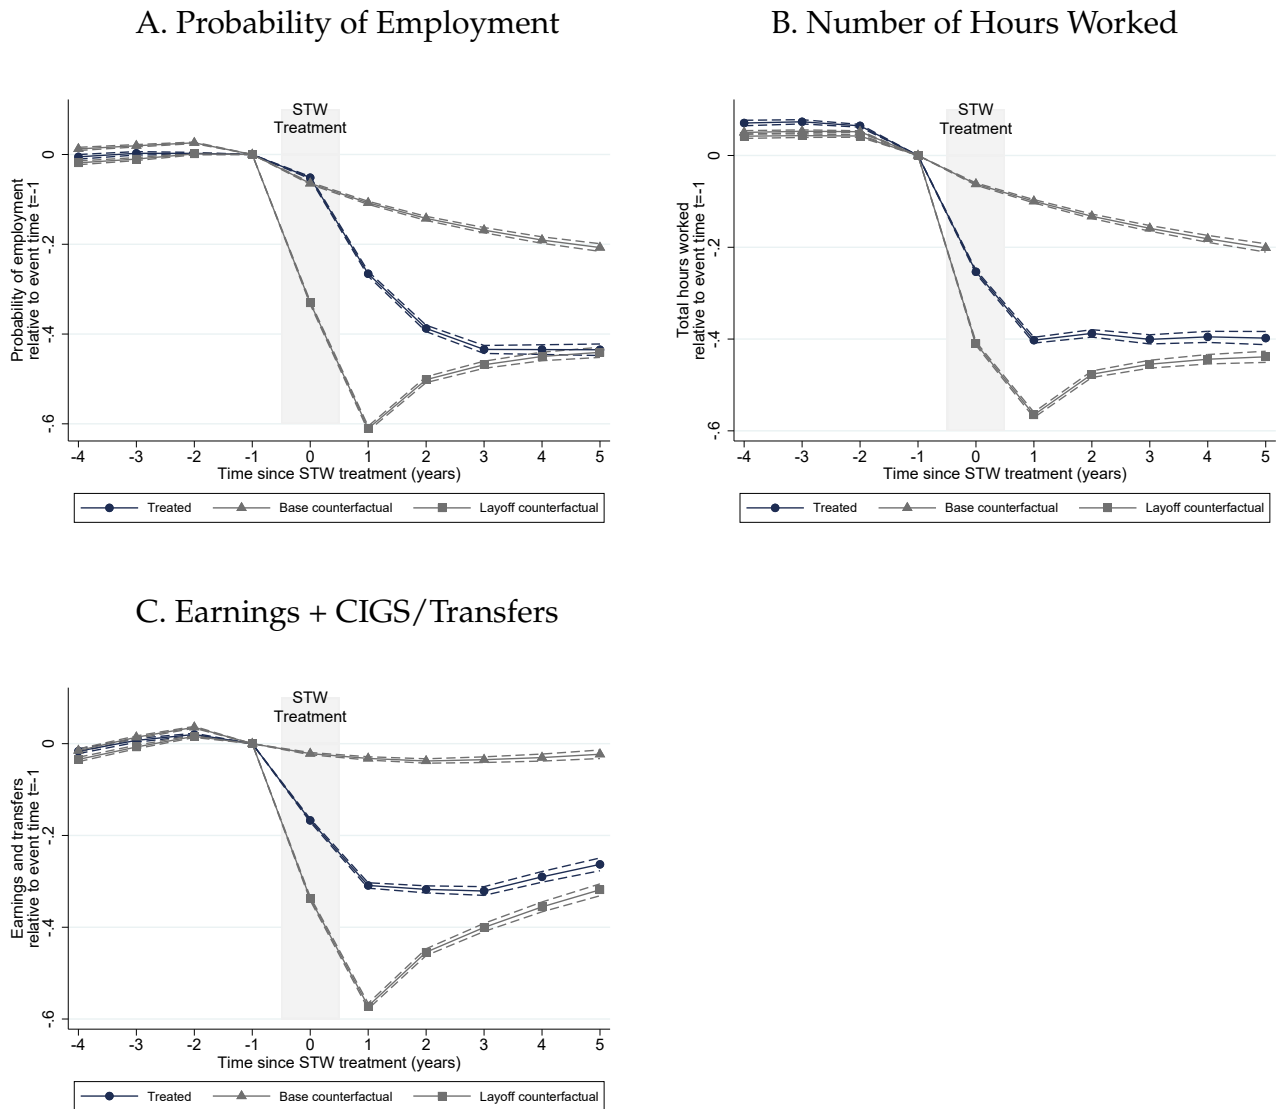 A. Probability of Employment
STW
Treatment
Probability of employment
relative to event time t=-1
0
-.2
-.4
-.6
-4 -3 -2 -1 0 1 2 3 4 5
Time since STW treatment (years)
Treated Base counterfactual Layoff counterfactual
B. Number of Hours Worked
STW
Treatment
Total hours worked
relative to event time t=-1
0
-.2
-.4
-.6
-4 -3 -2 -1 0 1 2 3 4 5
Time since STW treatment (years)
Treated Base counterfactual Layoff counterfactual
C. Earnings + CIGS/Transfers
STW
Treatment
Earnings and transfers
relative to event time t=-1
0
-.2
-.4
-.6
-4 -3 -2 -1 0 1 2 3 4 5
Time since STW treatment (years)
Treated Base counterfactual Layoff counterfactual